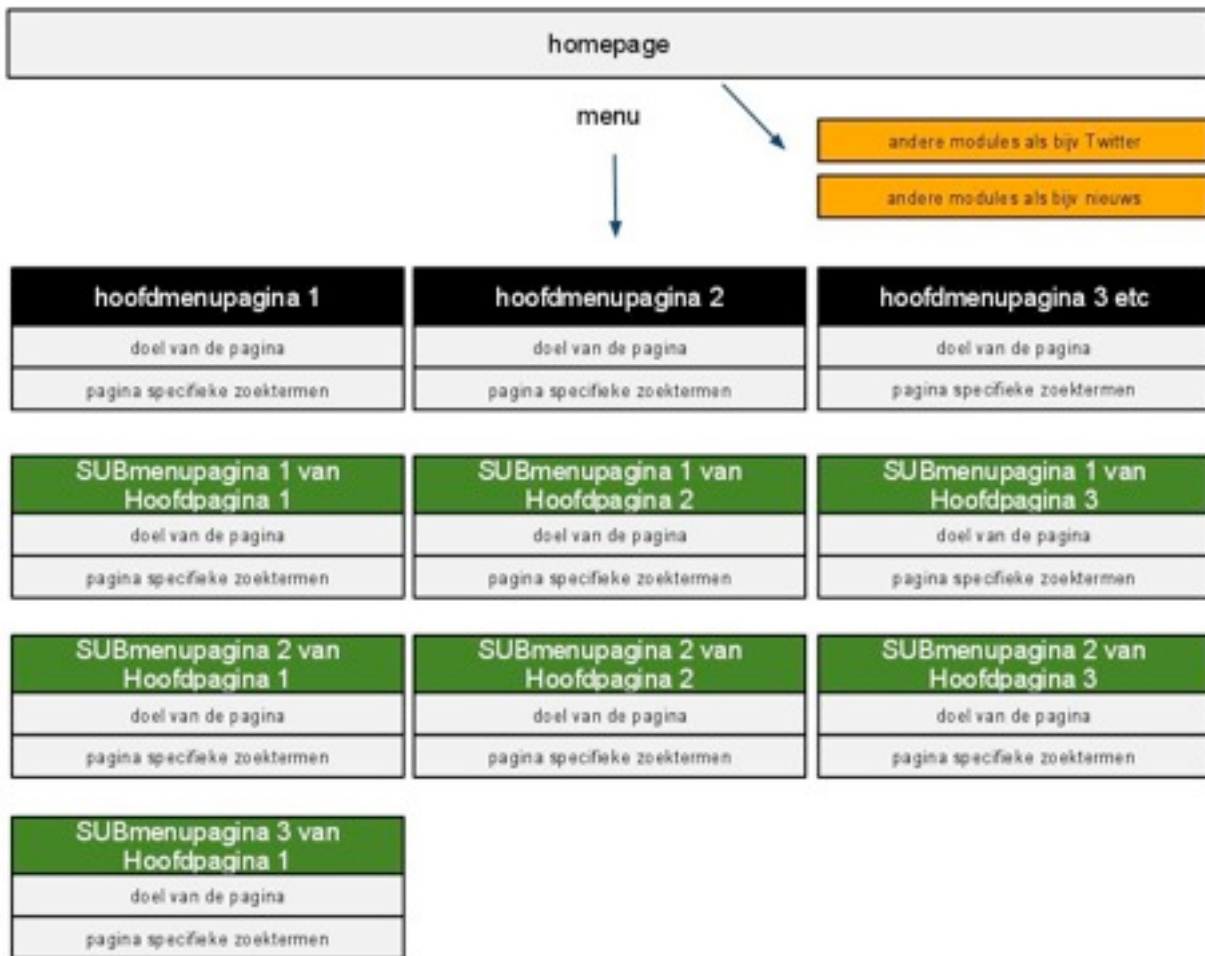 homepage
menu
andere modules als bijv Twitter
andere modules als bijv nieuws
hoofdmenupagina 1
doel van de pagina
pagina specifieke zoektermen
hoofdmenupagina 2
doel van de pagina
pagina specifieke zoektermen
hoofdmenupagina 3 etc
doel van de pagina
pagina specifieke zoektermen
SUBmenupagina 1 van
Hoofdpagina 1
doel van de pagina
pagina specifieke zoektermen
SUBmenupagina 1 van
Hoofdpagina 2
doel van de pagina
pagina specifieke zoektermen
SUBmenupagina 1 van
Hoofdpagina 3
doel van de pagina
pagina specifieke zoektermen
SUBmenupagina 2 van
Hoofdpagina 1
doel van de pagina
pagina specifieke zoektermen
SUBmenupagina 2 van
Hoofdpagina 2
doel van de pagina
pagina specifieke zoektermen
SUBmenupagina 2 van
Hoofdpagina 3
doel van de pagina
pagina specifieke zoektermen
SUBmenupagina 3 van
Hoofdpagina 1
doel van de pagina
pagina specifieke zoektermen